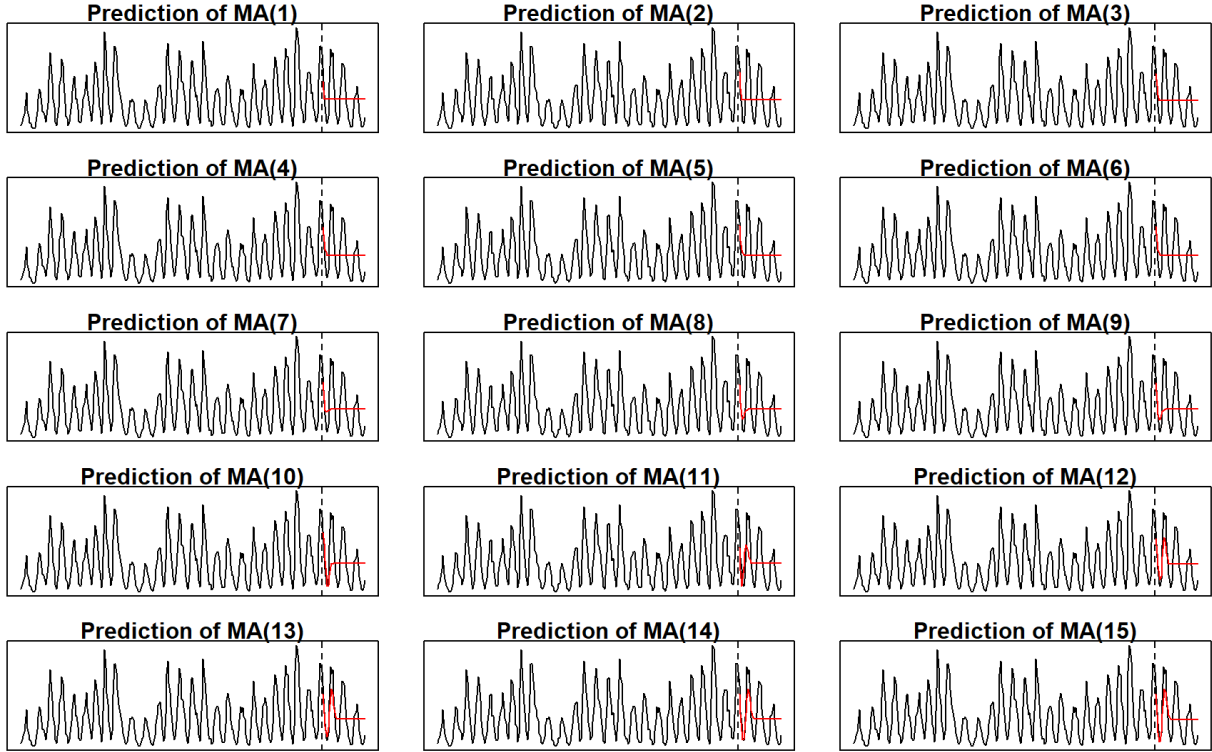 Prediction of MA(1)
Prediction of MA(2)
Prediction of MA(3)
Prediction of MA(4)
Prediction of MA(5)
Prediction of MA(6)
Prediction of MA(7)
Prediction of MA(8)
Prediction of MA(9)
Prediction of MA(10)
Prediction of MA(11)
Prediction of MA(12)
Prediction of MA(13)
Prediction of MA(14)
Prediction of MA(15)